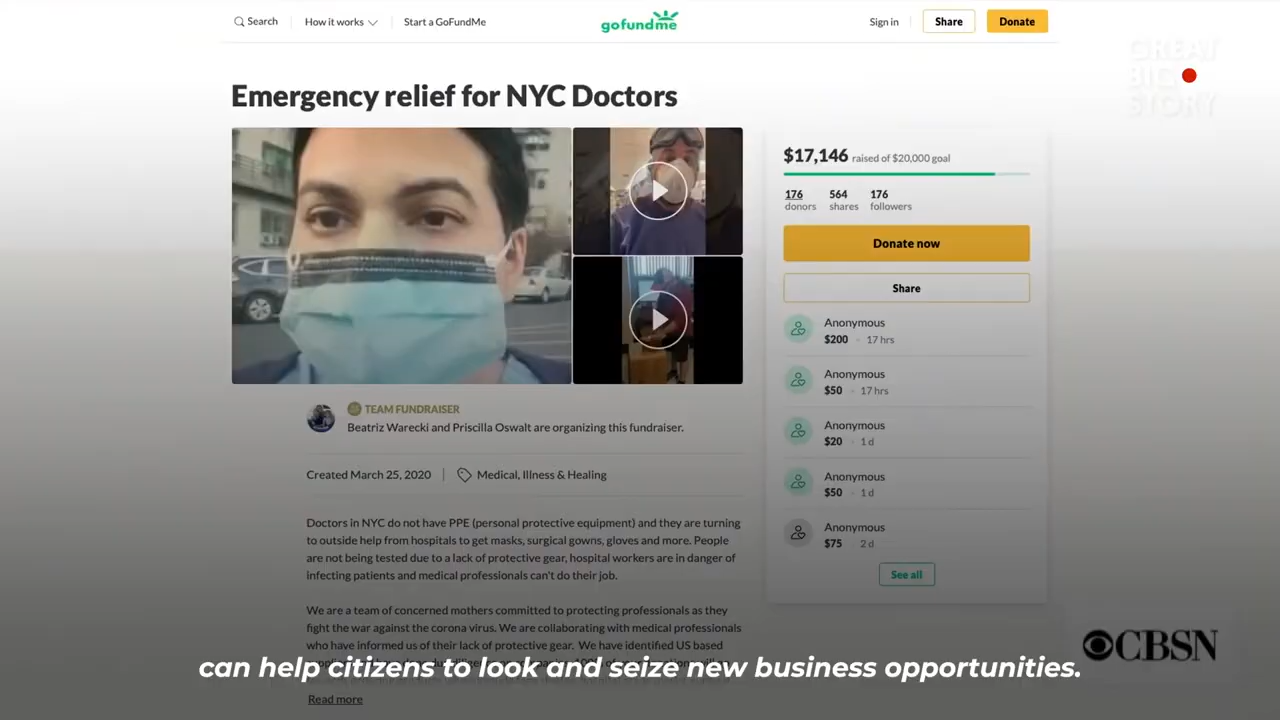 Search
How it works
Start a GoFundMe
gofundme
Sign in
Share
Donate
GREAT
BIG
STORY
Emergency relief for NYC Doctors
$17,146 raised of $20,000 goal
176 564 176
donors shares followers
Donate now
Share
Anonymous
$200 · 17 hrs
Anonymous
$50 · 17 hrs
Anonymous
$20 · 1 d
Anonymous
$50 · 1 d
Anonymous
$75 · 2 d
See all
TEAM FUNDRAISER
Beatriz Warecki and Priscilla Oswalt are organizing this fundraiser.
Created March 25, 2020
Medical, Illness & Healing
Doctors in NYC do not have PPE (personal protective equipment) and they are turning
to outside help from hospitals to get masks, surgical gowns, gloves and more. People
are not being tested due to a lack of protective gear, hospital workers are in danger of
infecting patients and medical professionals can't do their job.
We are a team of concerned mothers committed to protecting professionals as they
fight the war against the corona virus. We are collaborating with medical professionals
who have informed us of their lack of protective gear. We have identified US based
can help citizens to look and seize new business opportunities.
Read more
CBSN